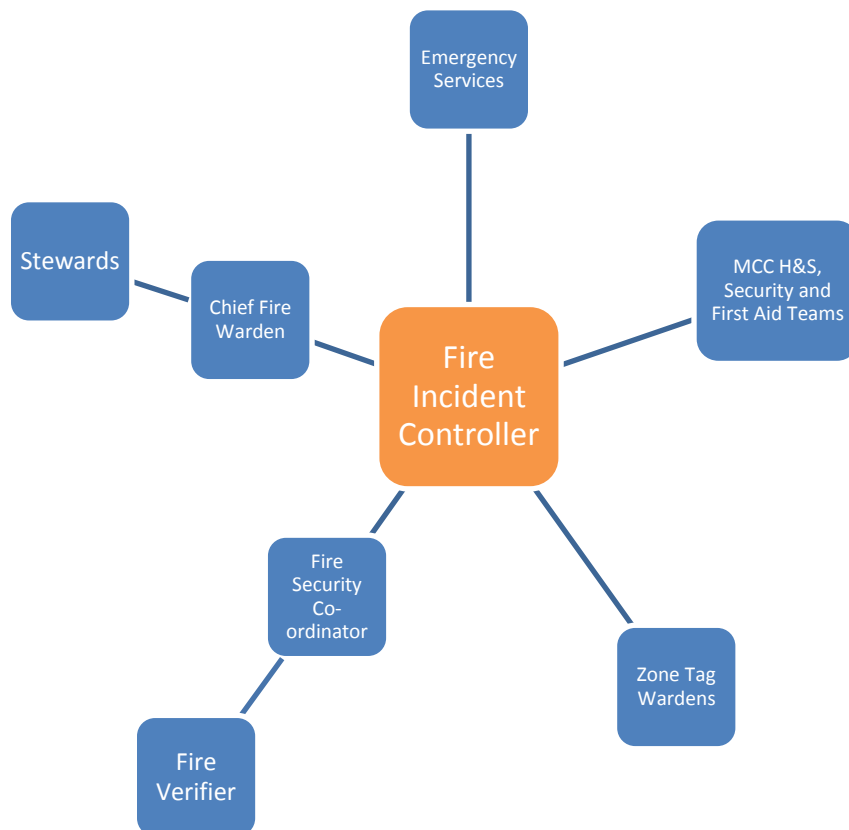 Emergency
Services
Stewards
Chief Fire
Warden
MCC H&S,
Security and
First Aid Teams
Fire
Incident
Controller
Fire
Security
Co-
ordinator
Zone Tag
Wardens
Fire
Verifier